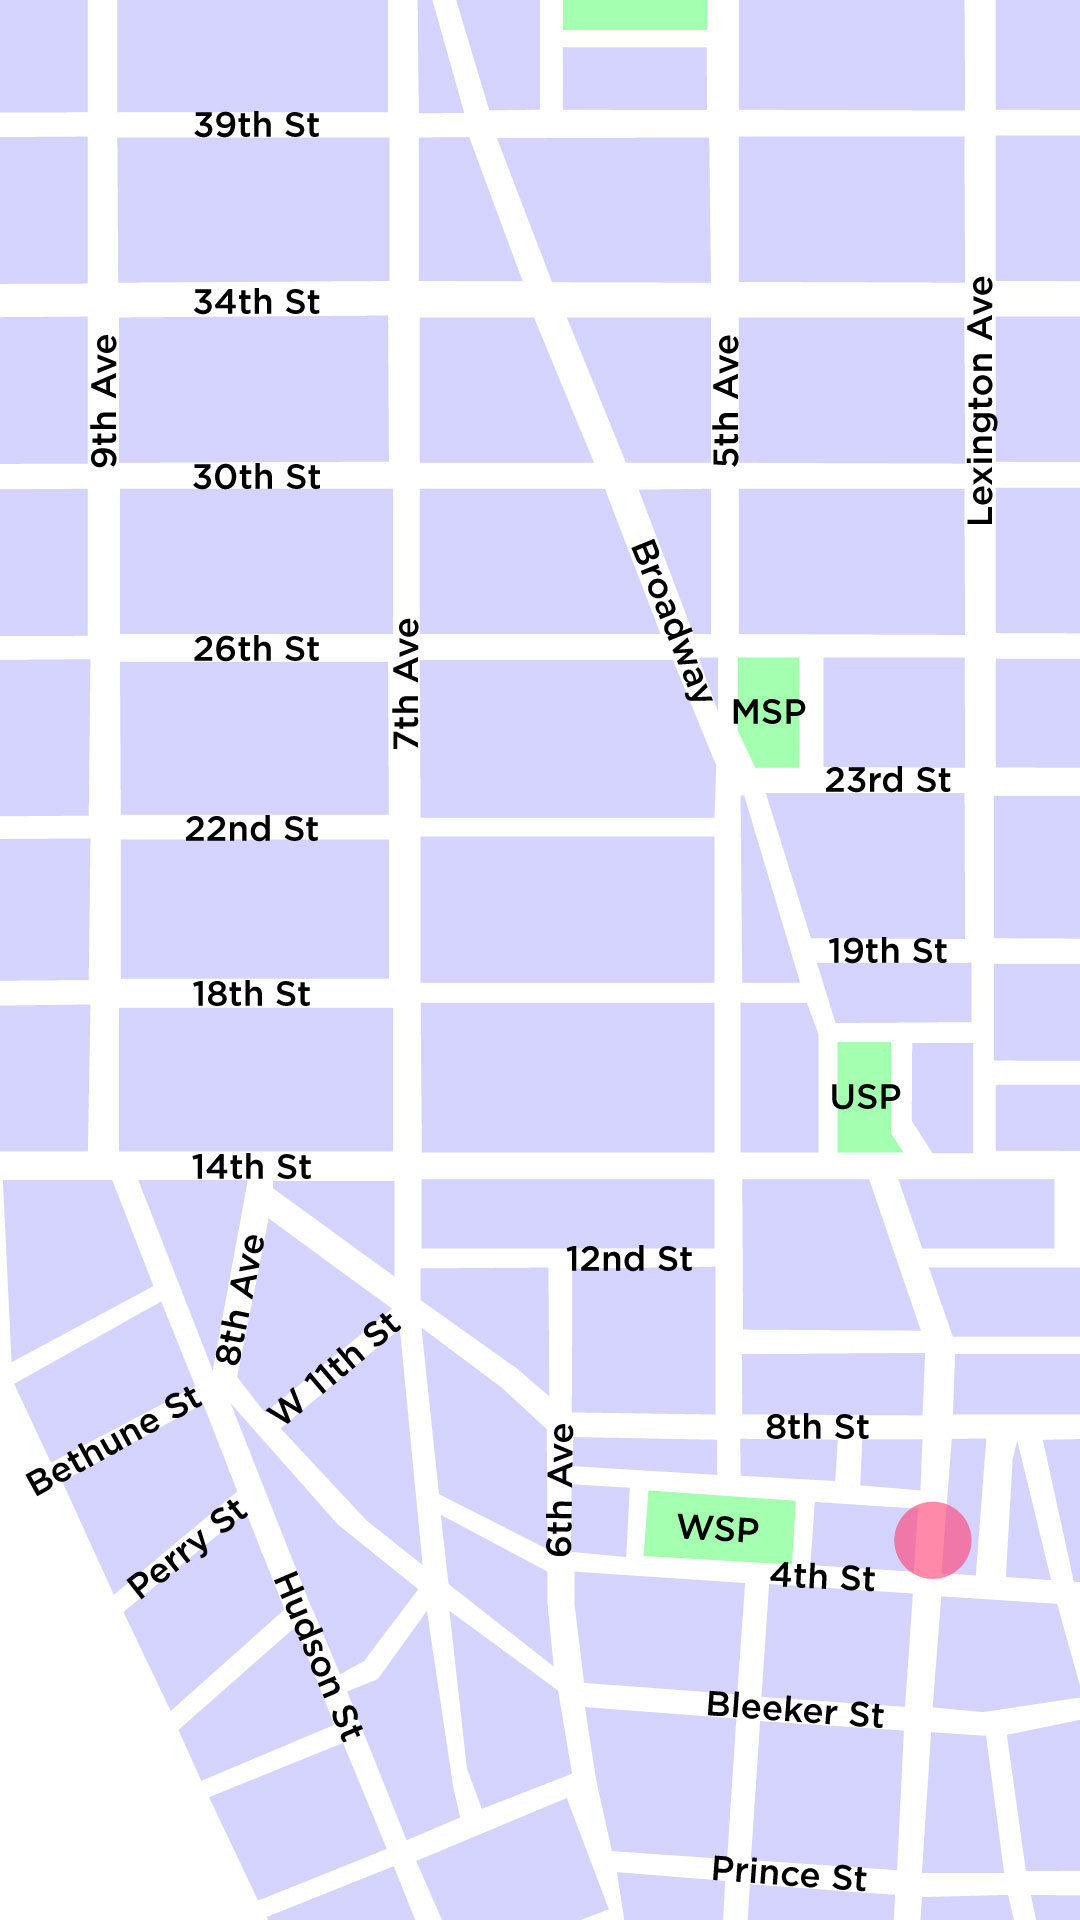 39th St
34th St
9th Ave
5th Ave
Lexington Ave
30th St
Broadway
26th St
7th Ave
MSP
23rd St
22nd St
19th St
18th St
USP
14th St
8th Ave
12nd St
W 11th St
Bethune St
8th St
6th Ave
Perry St
WSP
4th St
Hudson St
Bleeker St
Prince St